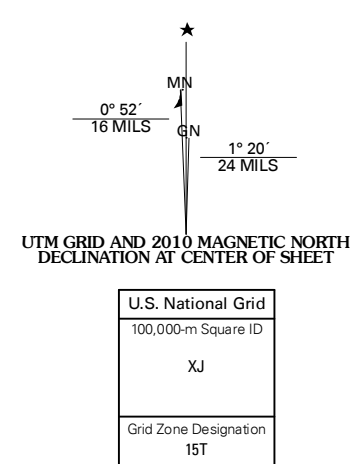 ★
MN
0° 52´
16 MILS
GN
1° 20´
24 MILS
UTM GRID AND 2010 MAGNETIC NORTH
DECLINATION AT CENTER OF SHEET
U.S. National Grid
100,000-m Square ID
XJ
Grid Zone Designation
15T